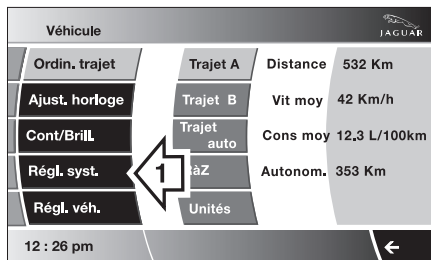 Véhicule
JAGUAR
Ordin. trajet
Trajet A
Distance
532 Km
Ajust. horloge
Trajet B
Vit moy
42 Km/h
Cont/Brill.
Trajet
auto
Cons moy
12,3 L/100km
Régl. syst.
1
àZ
Autonom.
353 Km
Régl. véh.
Unités
12 : 26 pm